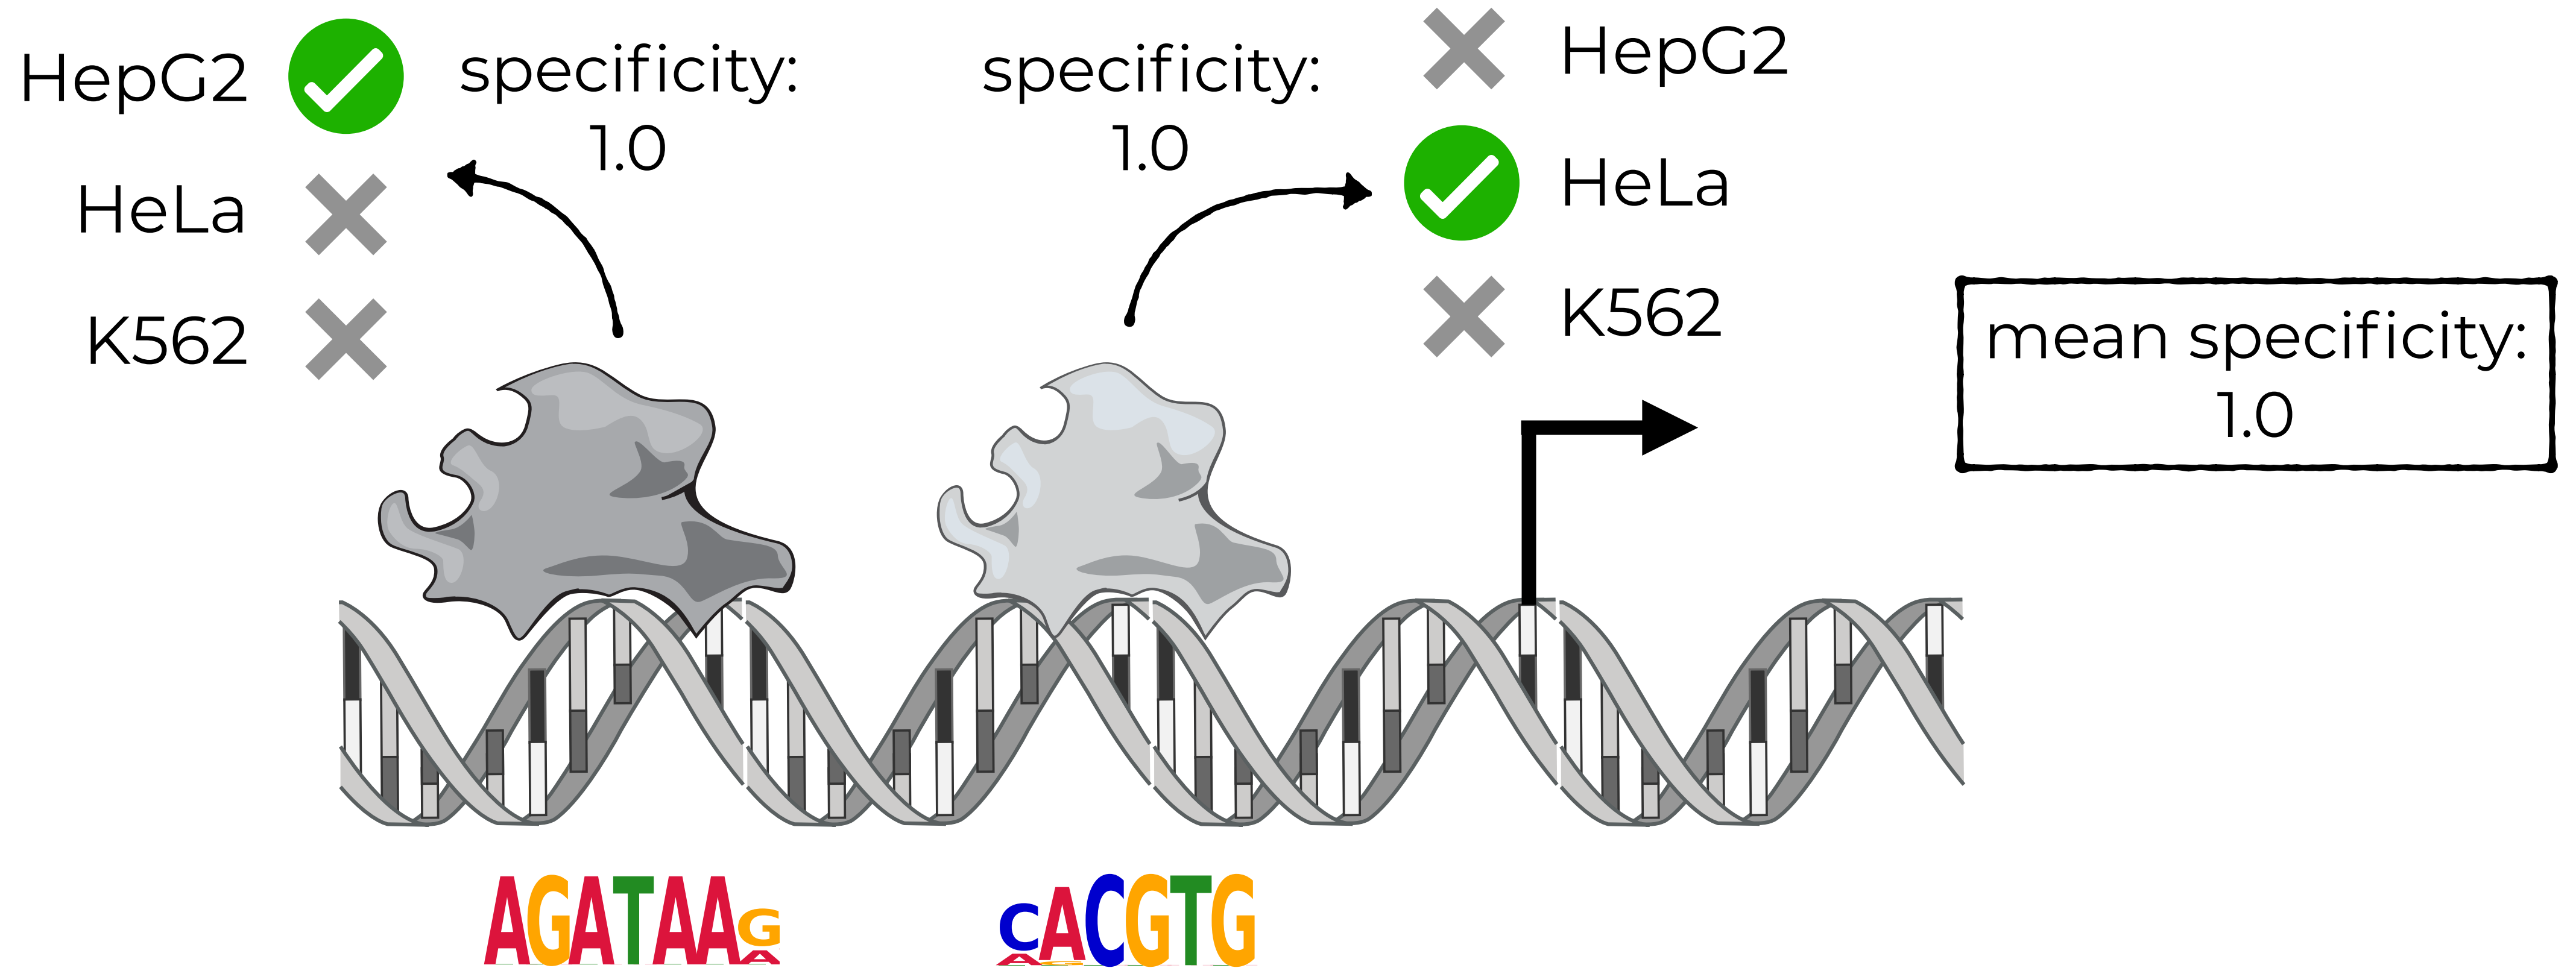 HepG2
HeLa
K562
specificity:
1.0
specificity:
1.0
HepG2
HeLa
K562
mean specificity:
1.0
AGATAAG
A
CACGTG
A